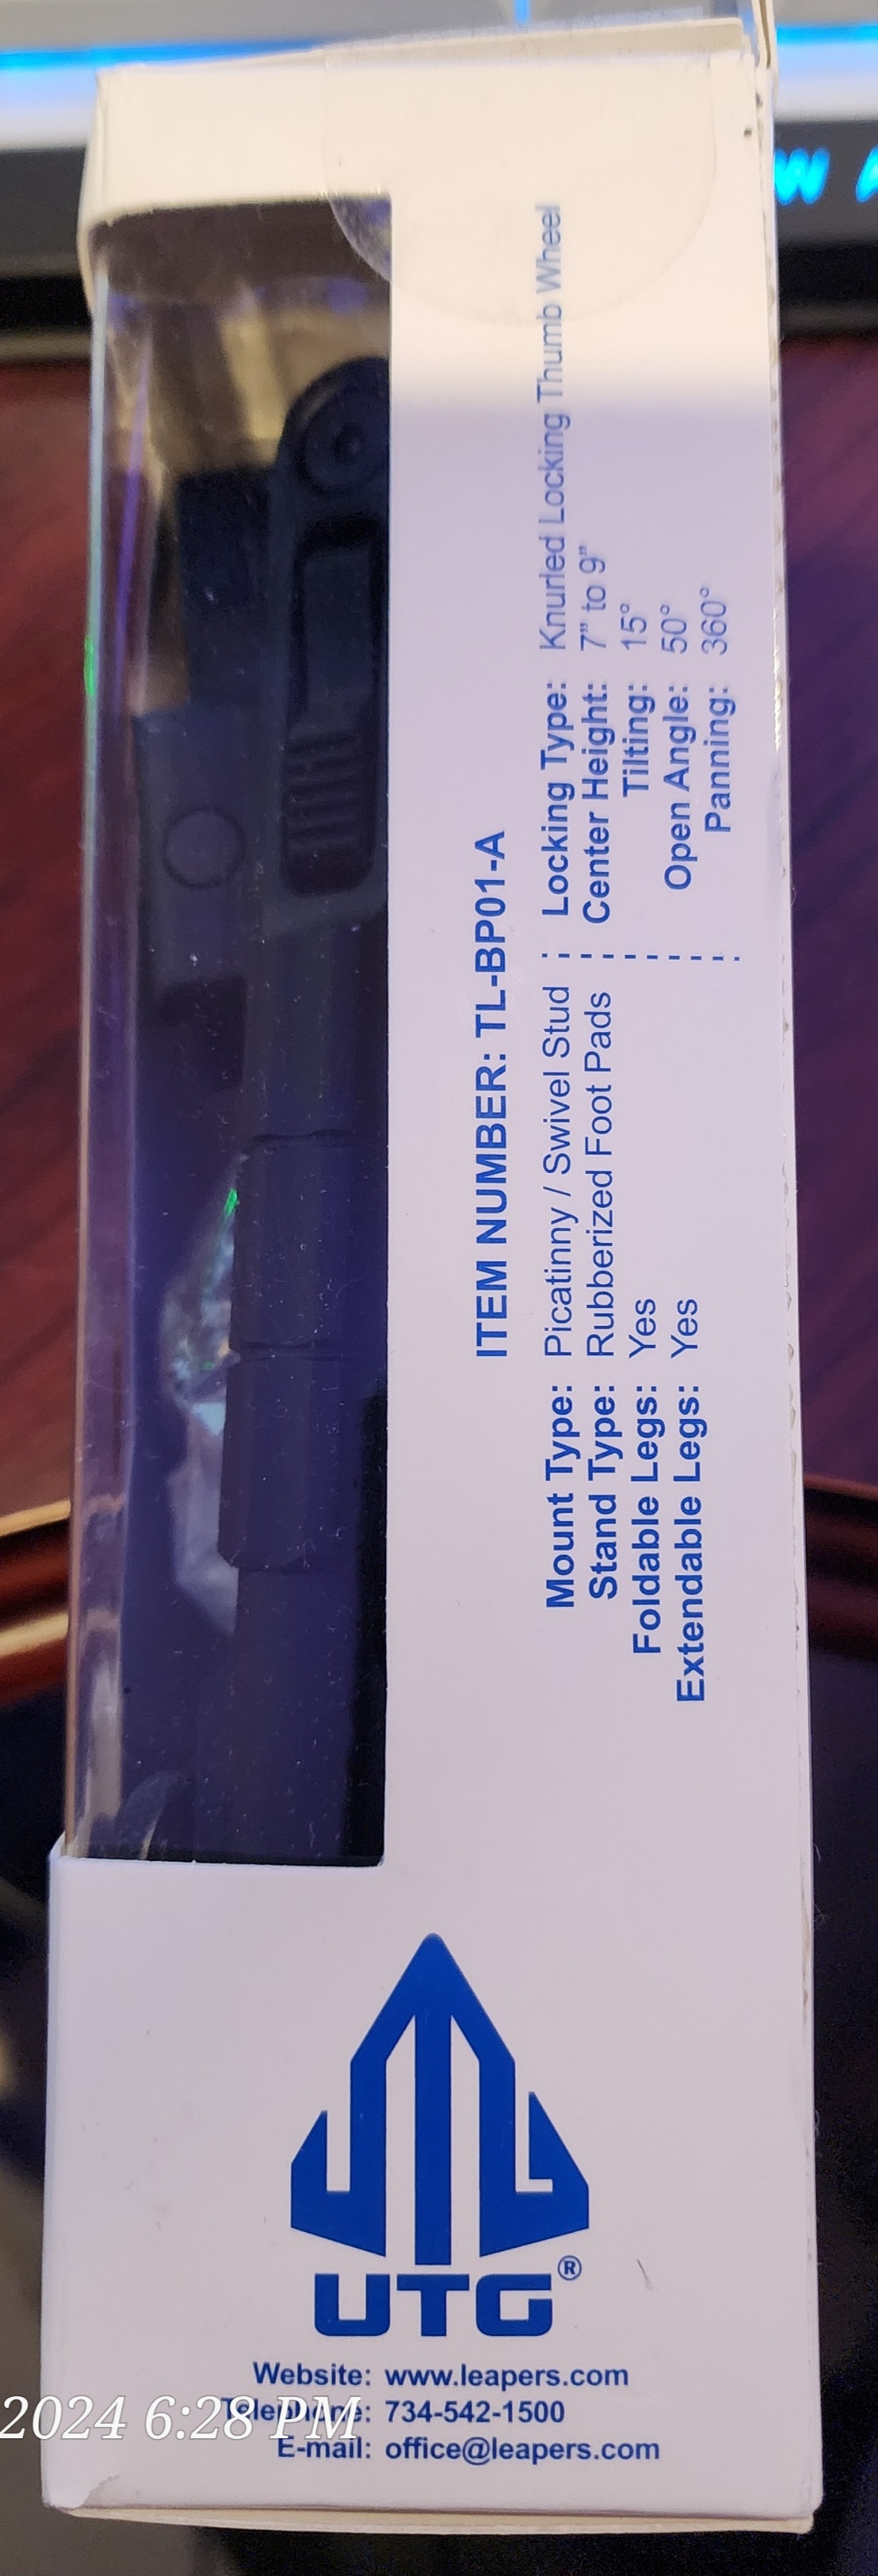 ITEM NUMBER: TL-BP01-A
Mount Type: Picatinny / Swivel Stud
Stand Type: Rubberized Foot Pads
Foldable Legs: Yes
Extendable Legs: Yes
Locking Type: Knurled Locking Thumb Wheel
Center Height: 7" to 9"
Tilting: 15°
Open Angle: 50°
Panning: 360°
UTG®
Website: www.leapers.com
Telephone: 734-542-1500
E-mail: office@leapers.com
2024 6:28 PM
W